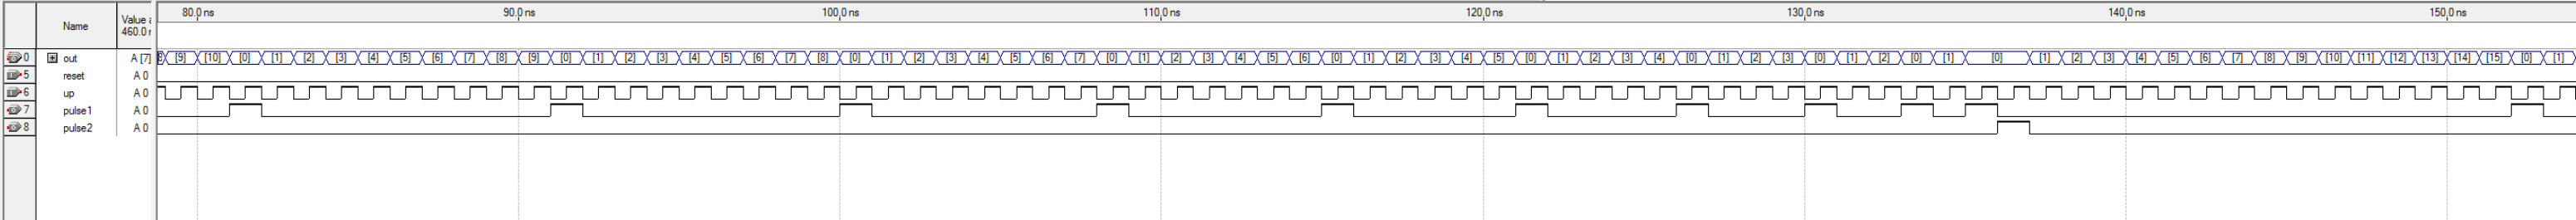 80.0 ns 90.0 ns 100.0 ns 110.0 ns 120.0 ns 130.0 ns 140.0 ns 150.0 ns
Name Value
460.0
0 out A [7] [9] [10] [0] [1] [2] [3] [4] [5] [6] [7] [8] [9] [0] [1] [2] [3] [4] [5] [6] [7] [8] [0] [1] [2] [3] [4] [5] [6] [7] [0] [1] [2] [3] [4] [5] [6] [0] [1] [2] [3] [4] [5] [0] [1] [2] [3] [4] [0] [1] [2] [3] [0] [1] [2] [0] [1] [0] [1] [2] [3] [4] [5] [6] [7] [8] [9] [10] [11] [12] [13] [14] [15] [0] [1]
5 reset A 0
6 up A 0
7 pulse1 A 0
8 pulse2 A 0